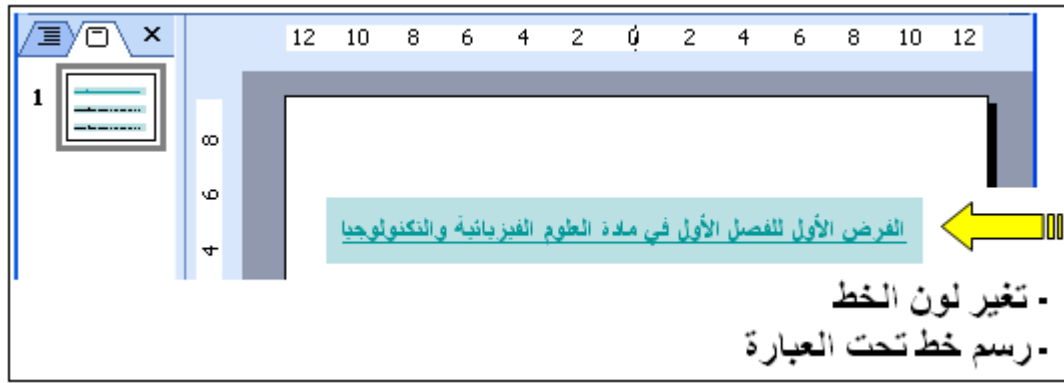 12 10 8 6 4 2 0 2 4 6 8 10 12
1
8
6
4
الفرض الأول للفصل الأول في مادة العلوم الفيزيائية والتكنولوجيا
- تغير لون الخط
- رسم خط تحت العبارة